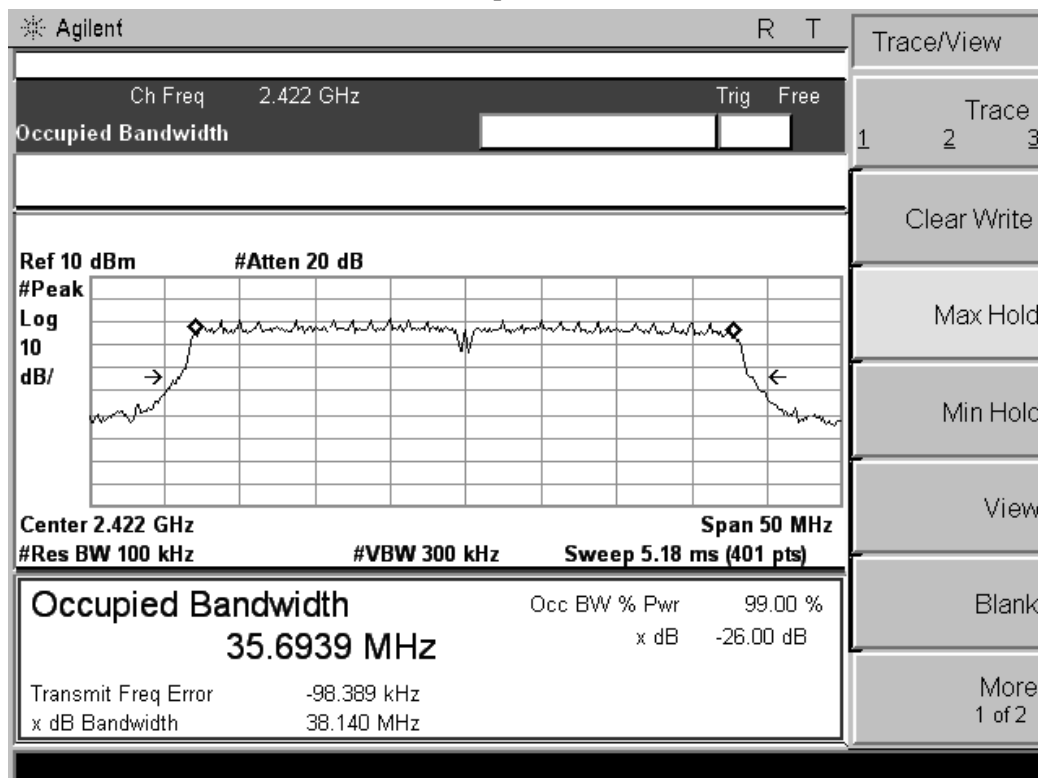 Agilent R T
Ch Freq 2.422 GHz Trig Free
Occupied Bandwidth
Ref 10 dBm #Atten 20 dB
#Peak
Log
10
dB/
Center 2.422 GHz Span 50 MHz
#Res BW 100 kHz #VBW 300 kHz Sweep 5.18 ms (401 pts)
Occupied Bandwidth
35.6939 MHz
Occ BW % Pwr 99.00 %
x dB -26.00 dB
Transmit Freq Error -98.389 kHz
x dB Bandwidth 38.140 MHz
Trace/View
Trace
1 2 3
Clear Write
Max Hold
Min Hold
View
Blank
More
1 of 2